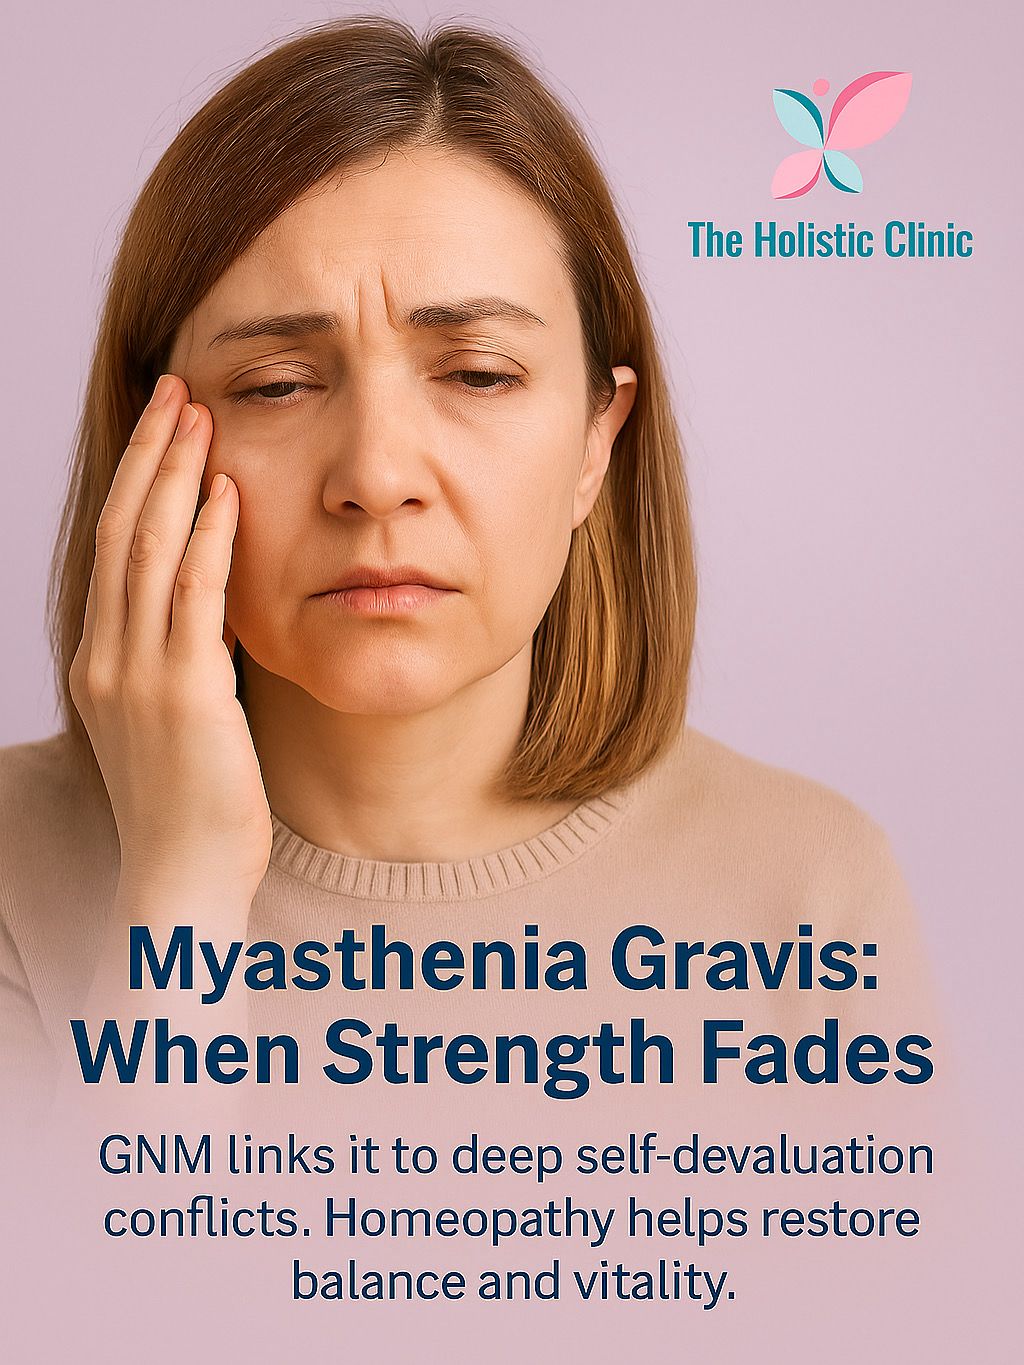 The Holistic Clinic
Myasthenia Gravis:
When Strength Fades
GNM links it to deep self-devaluation
conflicts. Homeopathy helps restore
balance and vitality.